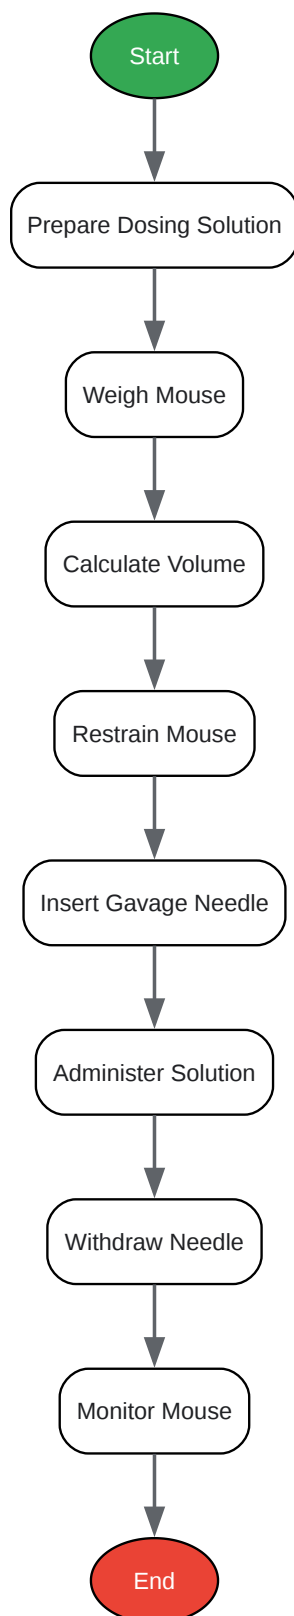 Start
Prepare Dosing Solution
Weigh Mouse
Calculate Volume
Restrain Mouse
Insert Gavage Needle
Administer Solution
Withdraw Needle
Monitor Mouse
End